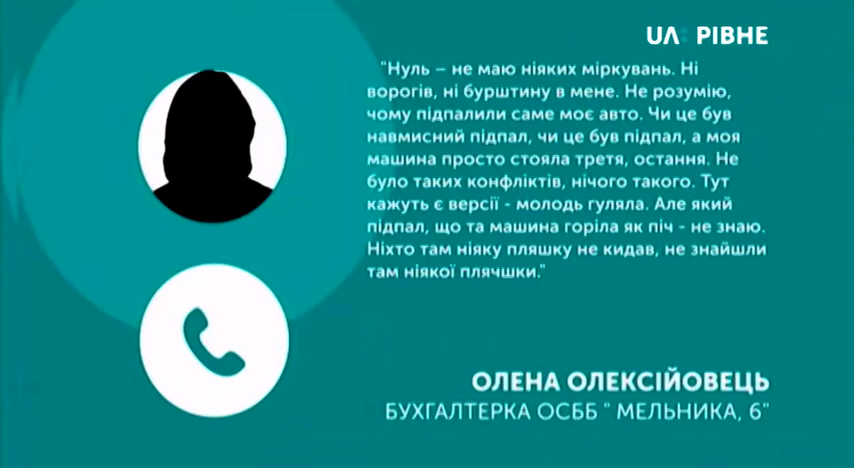 UA: РІВНЕ
"Нуль – не маю ніяких міркувань. Ні
ворогів, ні бурштину в мене. Не розумію,
чому підпалили саме моє авто. Чи це був
навмисний підпал, чи це був підпал, а моя
машина просто стояла третя, остання. Не
було таких конфліктів, нічого такого. Тут
кажуть є версії - молодь гуляла. Але який
підпал, що та машина горіла як піч - не знаю.
Ніхто там ніяку пляшку не кидав, не знайшли
там ніякої плячшки."
ОЛЕНА ОЛЕКСІЙОВЕЦЬ
БУХГАЛТЕРКА ОСББ " МЕЛЬНИКА, 6"